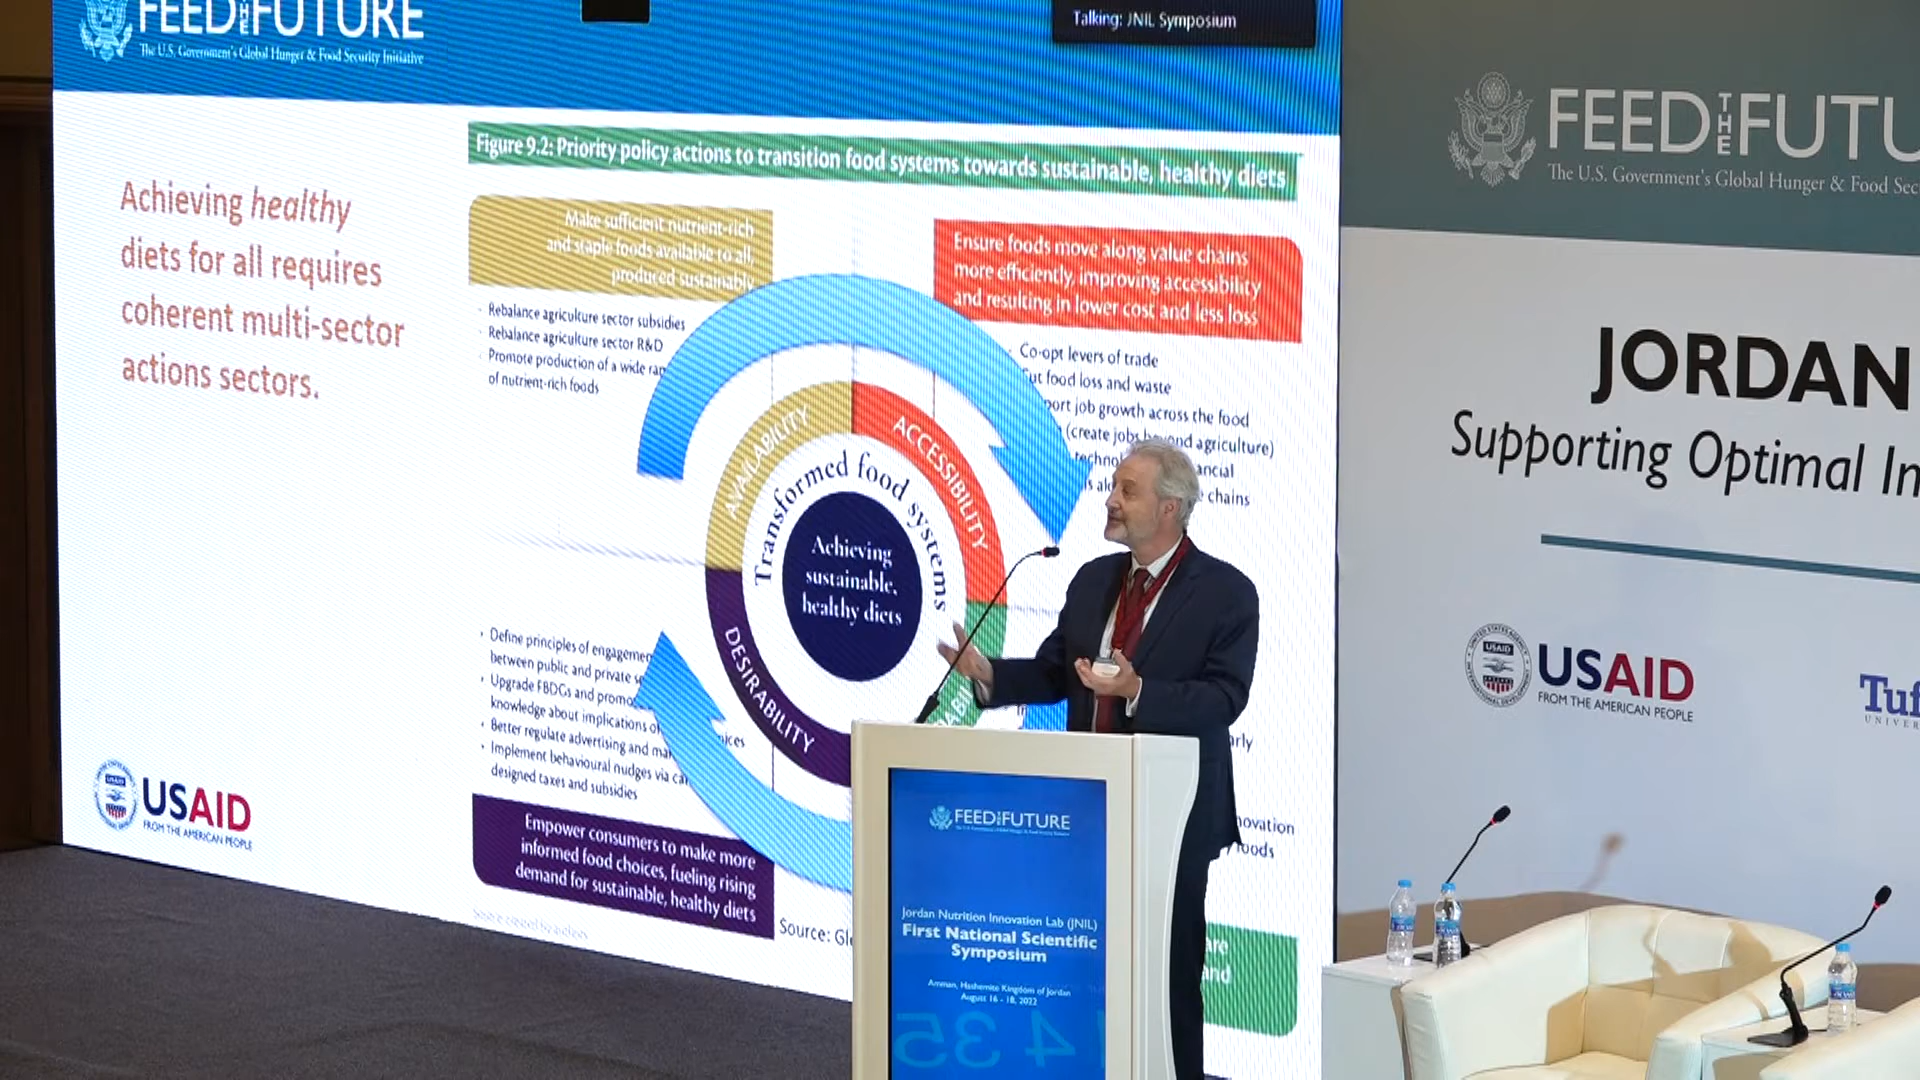 FEED THE FUTURE
The U.S. Government's Global Hunger & Food Security Initiative
Talking: JNIL Symposium
Achieving healthy
diets for all requires
coherent multi-sector
actions sectors.
Figure 9.2: Priority policy actions to transition food systems towards sustainable, healthy diets
Make sufficient nutrient-rich
and staple foods available to all,
produced sustainably
Rebalance agriculture sector subsidies
Rebalance agriculture sector R&D
Promote production of a wide
of nutrient-rich foods
Ensure foods move along value chains
more efficiently, improving accessibility
and resulting in lower cost and less loss
Co-opt levers of trade
food loss and waste
job growth across the food
(create jobs beyond agriculture)
chains
AVAILABILITY
ACCESSIBILITY
DESIRABILITY
Transformed food systems
Achieving
sustainable,
healthy diets
Define principles of
between public and private
Upgrade FBDGs and
knowledge about implications
Better regulate advertising and
Implement behavioural nudges via
designed taxes and subsidies
Empower consumers to make more
informed food choices, fueling rising
demand for sustainable, healthy diets
Source:
foods
and
USAID
FROM THE AMERICAN PEOPLE
FEED THE FUTURE
Jordan Nutrition Innovation Lab (JNIL)
First National Scientific
Symposium
Amman, Hashemite Kingdom of Jordan
August 16 - 18, 2022
FEED THE FUTU
The U.S. Government's Global Hunger & Food Sec
JORDAN
Supporting Optimal In
USAID
FROM THE AMERICAN PEOPLE
Tuf
UNIVER